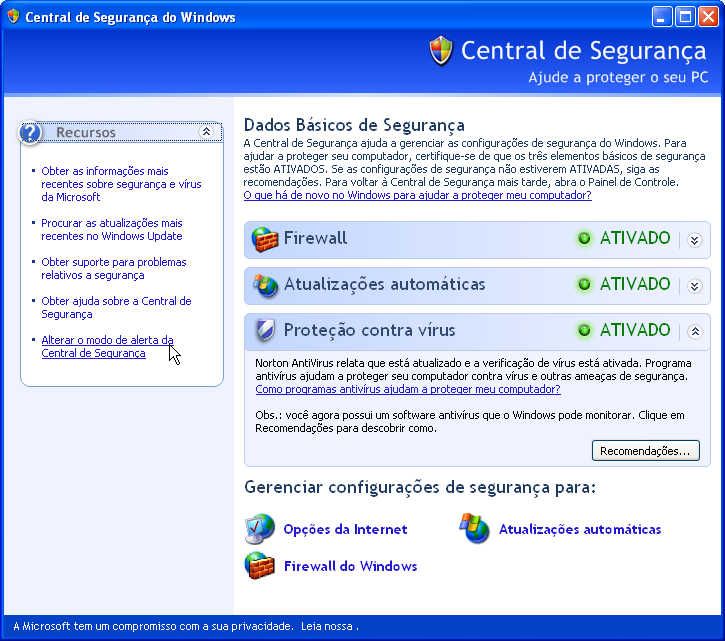 Central de Segurança do Windows
Central de Segurança
Ajude a proteger o seu PC
Recursos
Obter as informações mais
recentes sobre segurança e vírus
da Microsoft
Procurar as atualizações mais
recentes no Windows Update
Obter suporte para problemas
relativos a segurança
Obter ajuda sobre a Central de
Segurança
Alterar o modo de alerta da
Central de Segurança
Dados Básicos de Segurança
A Central de Segurança ajuda a gerenciar as configurações de segurança do Windows. Para
ajudar a proteger seu computador, certifique-se de que os três elementos básicos de segurança
estão ATIVADOS. Se as configurações de segurança não estiverem ATIVADAS, siga as
recomendações. Para voltar à Central de Segurança mais tarde, abra o Painel de Controle.
O que há de novo no Windows para ajudar a proteger meu computador?
Firewall ATIVADO
Atualizações automáticas ATIVADO
Proteção contra vírus ATIVADO
Norton AntiVirus relata que está atualizado e a verificação de vírus está ativada. Programa
antivírus ajudam a proteger seu computador contra vírus e outras ameaças de segurança.
Como programas antivírus ajudam a proteger meu computador?
Obs.: você agora possui um software antivírus que o Windows pode monitorar. Clique em
Recomendações para descobrir como.
Recomendações...
Gerenciar configurações de segurança para:
Opções da Internet
Atualizações automáticas
Firewall do Windows
A Microsoft tem um compromisso com a sua privacidade. Leia nossa .